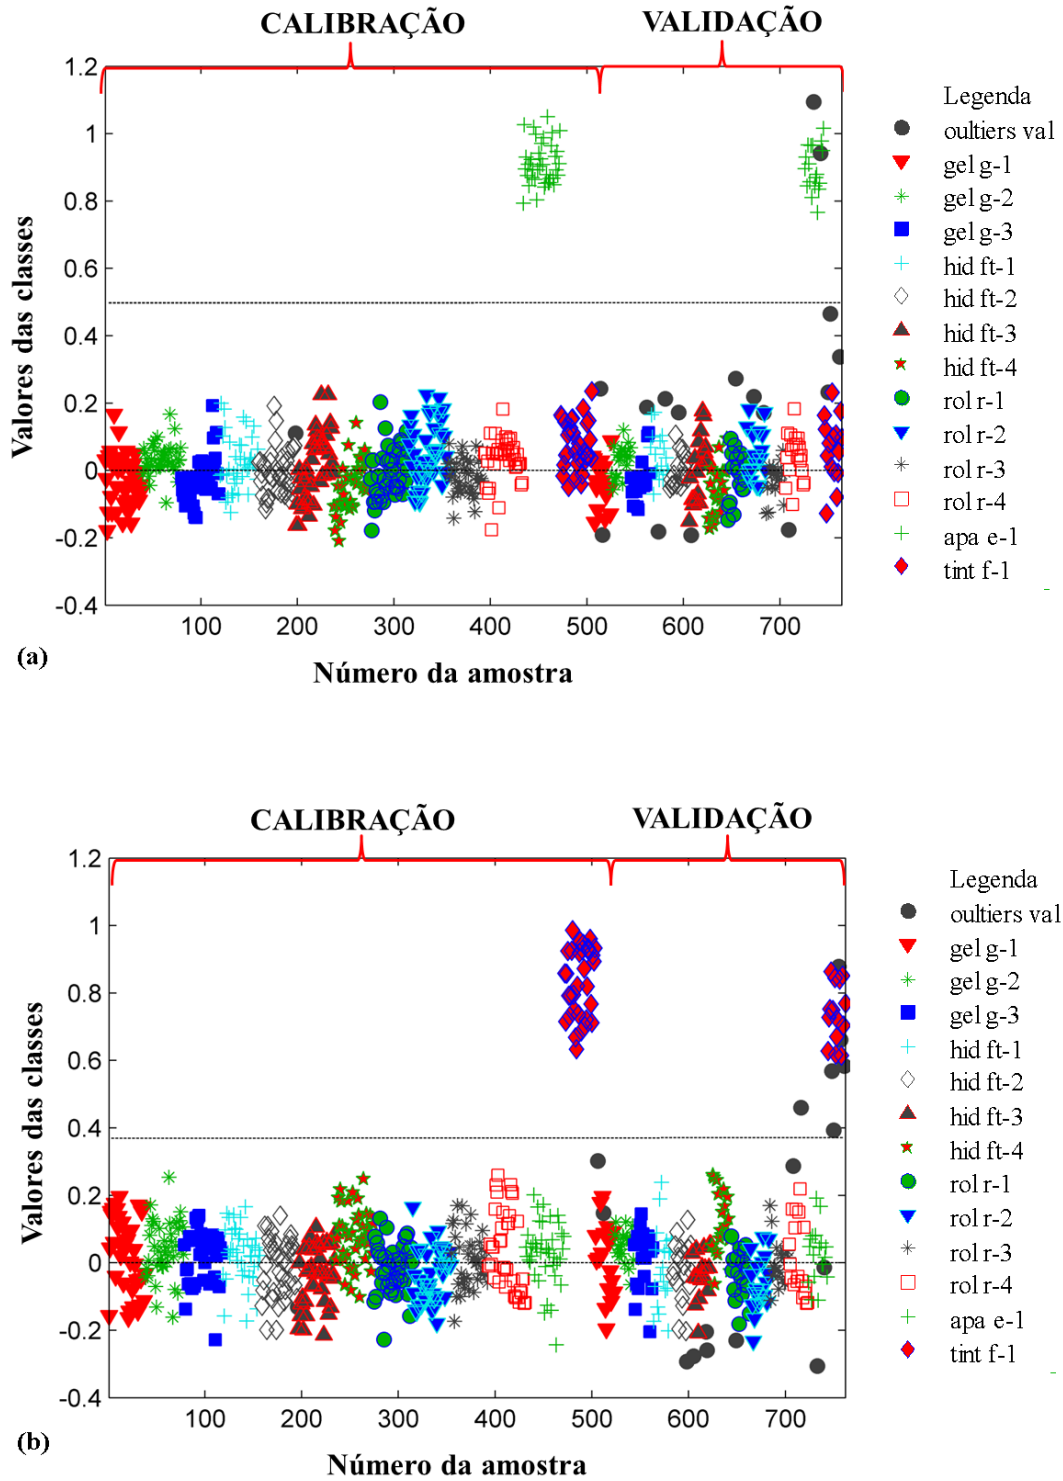 CALIBRAÇÃO VALIDAÇÃO
1.2
1
0.8
0.6
0.4
0.2
0
-0.2
-0.4
Valores das classes
100 200 300 400 500 600 700
Número da amostra
(a)
Legenda
oultiers val
gel g-1
gel g-2
gel g-3
hid ft-1
hid ft-2
hid ft-3
hid ft-4
rol r-1
rol r-2
rol r-3
rol r-4
apa e-1
tint f-1
CALIBRAÇÃO VALIDAÇÃO
1.2
1
0.8
0.6
0.4
0.2
0
-0.2
-0.4
Valores das classes
100 200 300 400 500 600 700
Número da amostra
(b)
Legenda
oultiers val
gel g-1
gel g-2
gel g-3
hid ft-1
hid ft-2
hid ft-3
hid ft-4
rol r-1
rol r-2
rol r-3
rol r-4
apa e-1
tint f-1